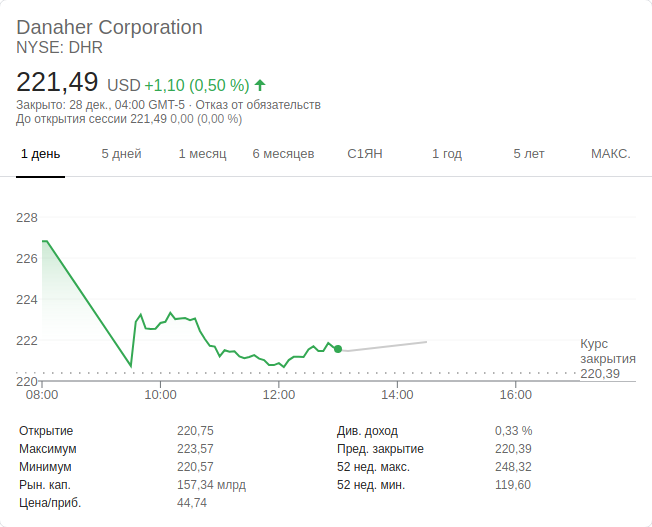 Danaher Corporation
NYSE: DHR
221,49 USD +1,10 (0,50 %)
Закрыто: 28 дек., 04:00 GMT-5 · Отказ от обязательств
До открытия сессии 221,49 0,00 (0,00 %)
1 день 5 дней 1 месяц 6 месяцев С1ЯН 1 год 5 лет МАКС.
228
226
224
222
220
Курс
закрытия
220,39
08:00 10:00 12:00 14:00 16:00
Открытие 220,75 Див. доход 0,33 %
Максимум 223,57 Пред. закрытие 220,39
Минимум 220,57 52 нед. макс. 248,32
Рын. кап. 157,34 млрд 52 нед. мин. 119,60
Цена/приб. 44,74